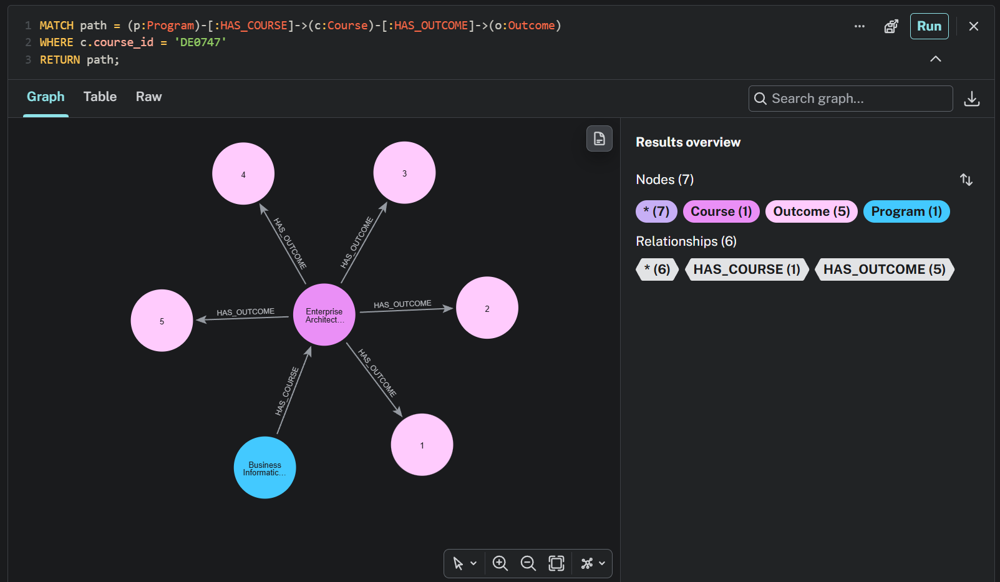 1 MATCH path = (p:Program)-[:HAS_COURSE]->(c:Course)-[:HAS_OUTCOME]->(o:Outcome)
2 WHERE c.course_id = 'DE0747'
3 RETURN path;
Run
Graph Table Raw
Search graph...
Results overview
Nodes (7)
* (7) Course (1) Outcome (5) Program (1)
Relationships (6)
* (6) HAS_COURSE (1) HAS_OUTCOME (5)
4
3
HAS_OUTCOME
HAS_OUTCOME
5
HAS_OUTCOME
Enterprise
Architect...
HAS_OUTCOME
2
HAS_COURSE
HAS_OUTCOME
1
Business
Informatic...